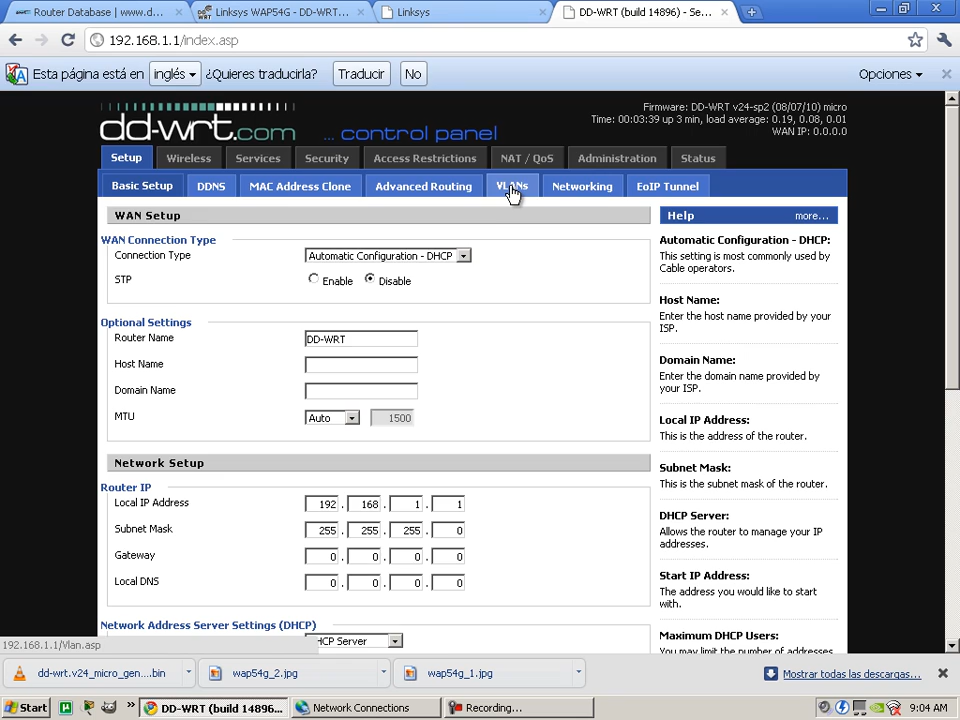 Router Database | www.d...
Linksys WAP54G - DD-WRT...
Linksys
DD-WRT (build 14896) - Se...
192.168.1.1/index.asp
Esta página está en inglés ¿Quieres traducirla? Traducir No Opciones
dd-wrt.com ... control panel
Firmware: DD-WRT v24-sp2 (08/07/10) micro
Time: 00:03:39 up 3 min, load average: 0.19, 0.08, 0.01
WAN IP: 0.0.0.0
Setup Wireless Services Security Access Restrictions NAT / QoS Administration Status
Basic Setup DDNS MAC Address Clone Advanced Routing VLANs Networking EoIP Tunnel
WAN Setup
WAN Connection Type
Connection Type Automatic Configuration - DHCP
STP Enable Disable
Optional Settings
Router Name DD-WRT
Host Name
Domain Name
MTU Auto 1500
Network Setup
Router IP
Local IP Address 192 . 168 . 1 . 1
Subnet Mask 255 . 255 . 255 . 0
Gateway 0 . 0 . 0 . 0
Local DNS 0 . 0 . 0 . 0
Network Address Server Settings (DHCP)
HCP Server
Help more...
Automatic Configuration - DHCP:
This setting is most commonly used by
Cable operators.
Host Name:
Enter the host name provided by your
ISP.
Domain Name:
Enter the domain name provided by
your ISP.
Local IP Address:
This is the address of the router.
Subnet Mask:
This is the subnet mask of the router.
DHCP Server:
Allows the router to manage your IP
addresses.
Start IP Address:
The address you would like to start
with.
Maximum DHCP Users:
You may limit the number of addresses
192.168.1.1/Vlan.asp
dd-wrt.v24_micro_gen....bin
wap54g_2.jpg
wap54g_1.jpg
Mostrar todas las descargas...
Start
DD-WRT (build 14896...
Network Connections
Recording...
9:04 AM